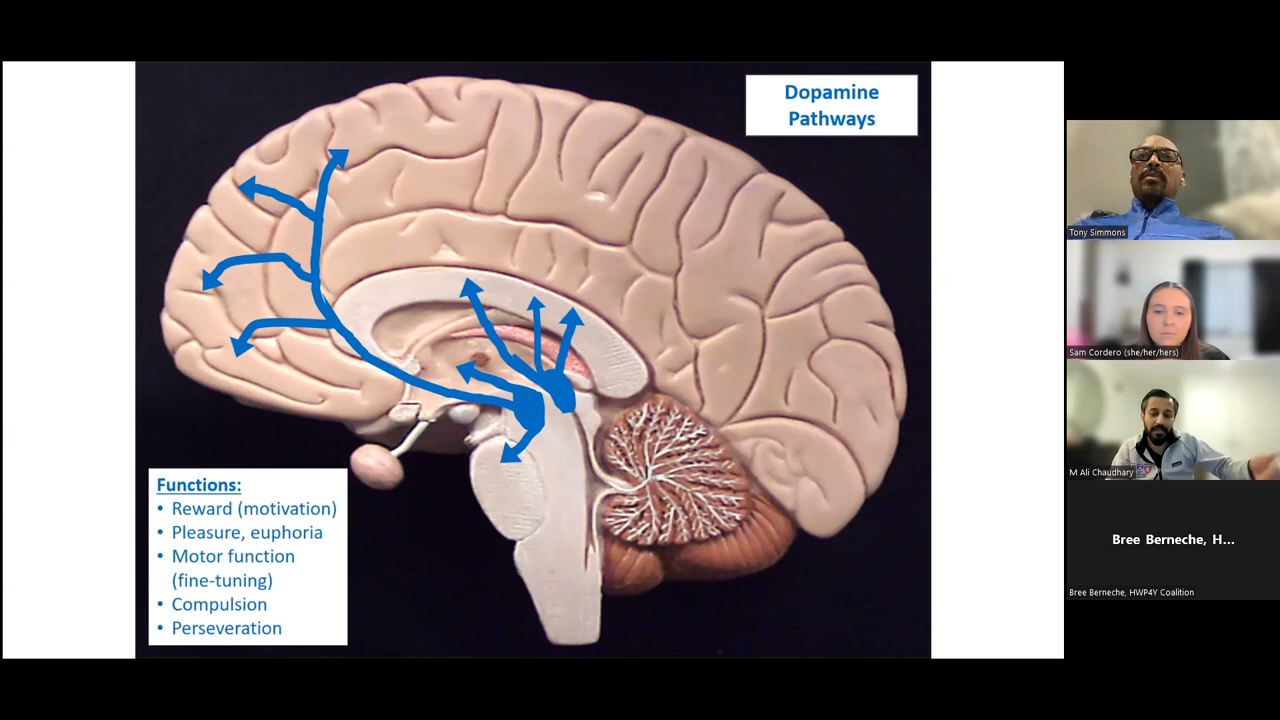 Dopamine
Pathways
Functions:
• Reward (motivation)
• Pleasure, euphoria
• Motor function
(fine-tuning)
• Compulsion
• Perseveration
Tony Simmons
Sam Cordero (she/her/hers)
M Ali Chaudhary
Bree Berneche, H...
Bree Berneche, HWP4Y Coalition